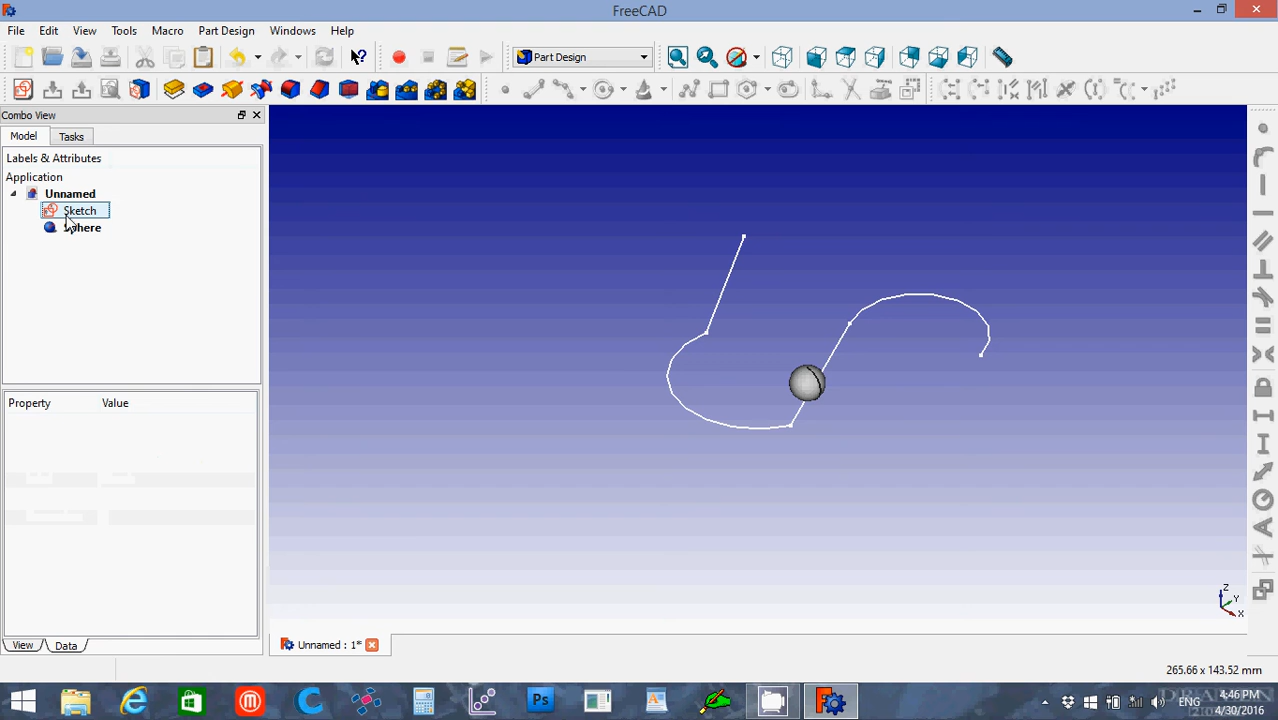 FreeCAD
File Edit View Tools Macro Part Design Windows Help
Part Design
Combo View
Model Tasks
Labels & Attributes
Application
Unnamed
Sketch
Sphere
Property Value
Z
Y
X
View Data
Unnamed : 1*
265.66 x 143.52 mm
Ps
ENG
4:46 PM
4/30/2016